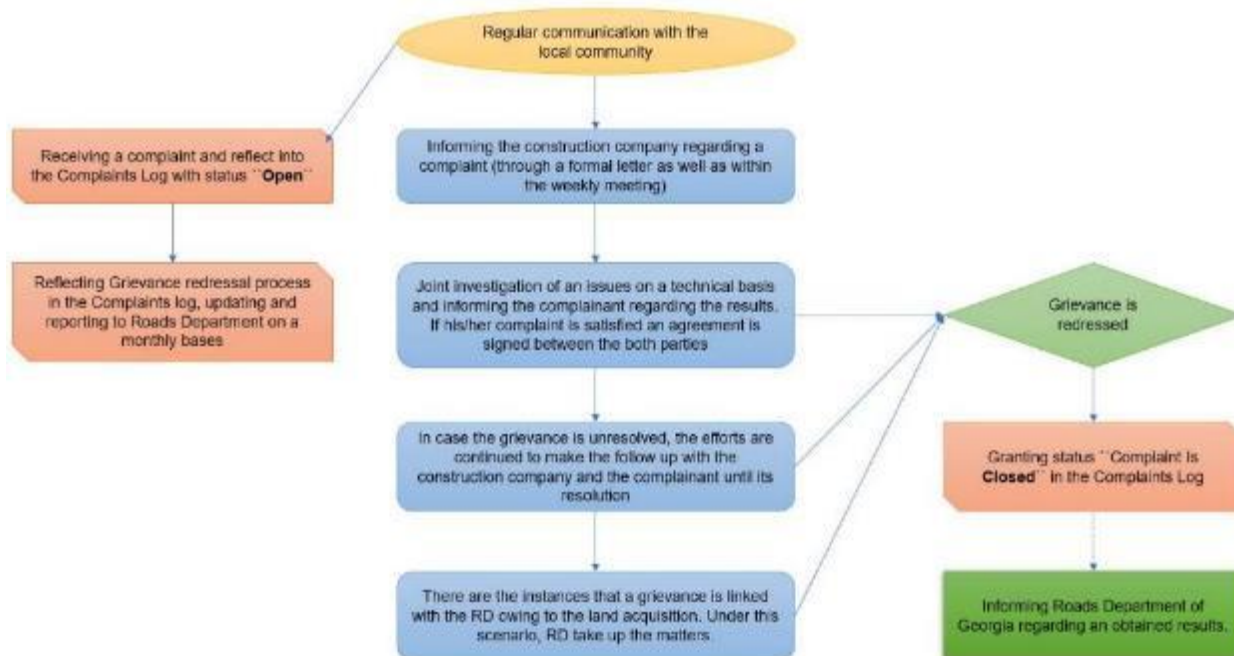 Regular communication with the
local community
Receiving a complaint and reflect into
the Complaints Log with status ``Open``
Informing the construction company regarding a
complaint (through a formal letter as well as within
the weekly meeting)
Reflecting Grievance redressal process
in the Complaints log, updating and
reporting to Roads Department on a
monthly bases
Joint investigation of an issues on a technical basis
and informing the complainant regarding the results.
If his/her complaint is satisfied an agreement is
signed between the both parties
Grievance is
redressed
In case the grievance is unresolved, the efforts are
continued to make the follow up with the
construction company and the complainant until its
resolution
Granting status ``Complaint is
Closed`` in the Complaints Log
There are the instances that a grievance is linked
with the RD owing to the land acquisition. Under this
scenario, RD take up the matters
Informing Roads Department of
Georgia regarding an obtained results.